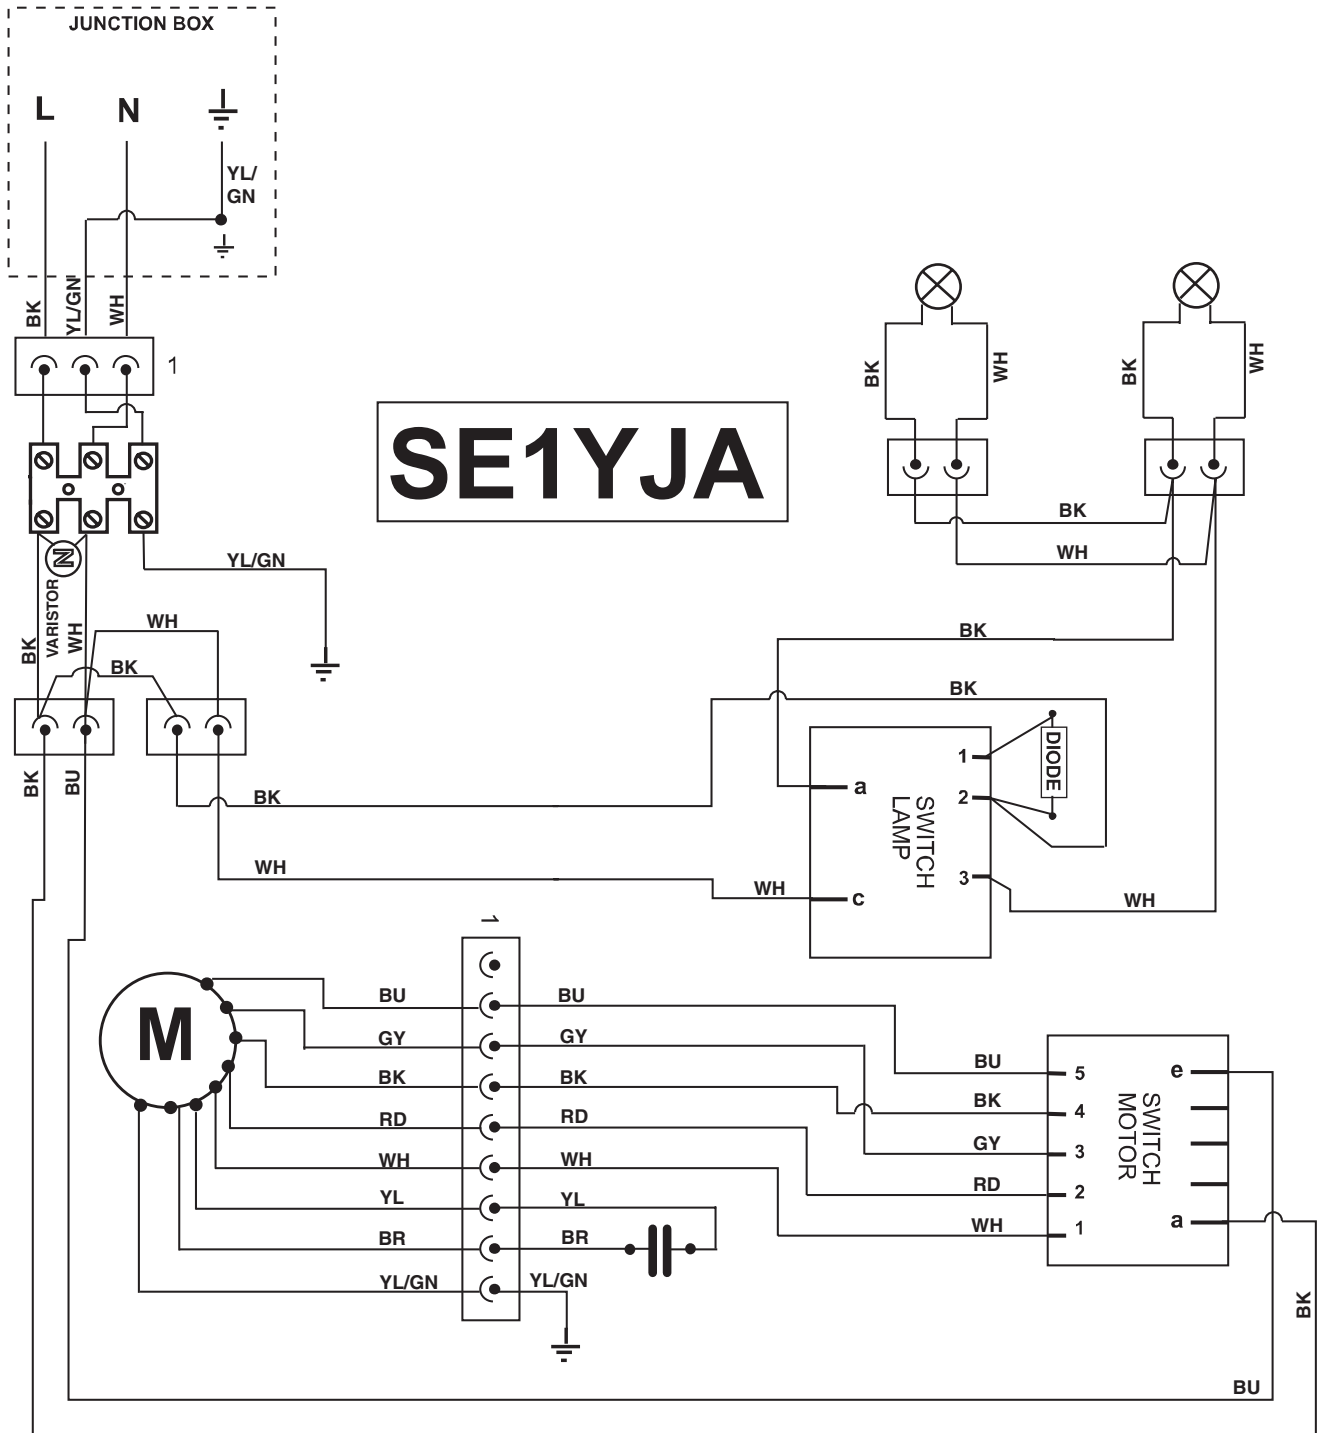 JUNCTION BOX
L N
YL/
GN
BK YL/GN WH
1
SE1YJA
BK WH BK WH
BK
WH
YL/GN
VARISTOR
BK WH
WH
BK
BK BU
BK
BK
BK
WH
WH
1
2
3
a
c
SWITCH
LAMP
DIODE
WH
1
M
BU BU
GY GY
BK BK
RD RD
WH WH
YL YL
BR BR
YL/GN YL/GN
BU 5 e
BK 4
GY 3
RD 2
WH 1 a
SWITCH
MOTOR
BK
BU